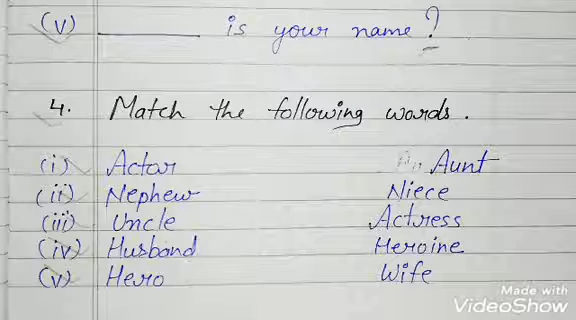 (v) __________ is your name?
4. Match the following words.
(i) Actor Aunt
(ii) Nephew Niece
(iii) Uncle Actress
(iv) Husband Heroine
(v) Hero Wife
Made with
VideoShow